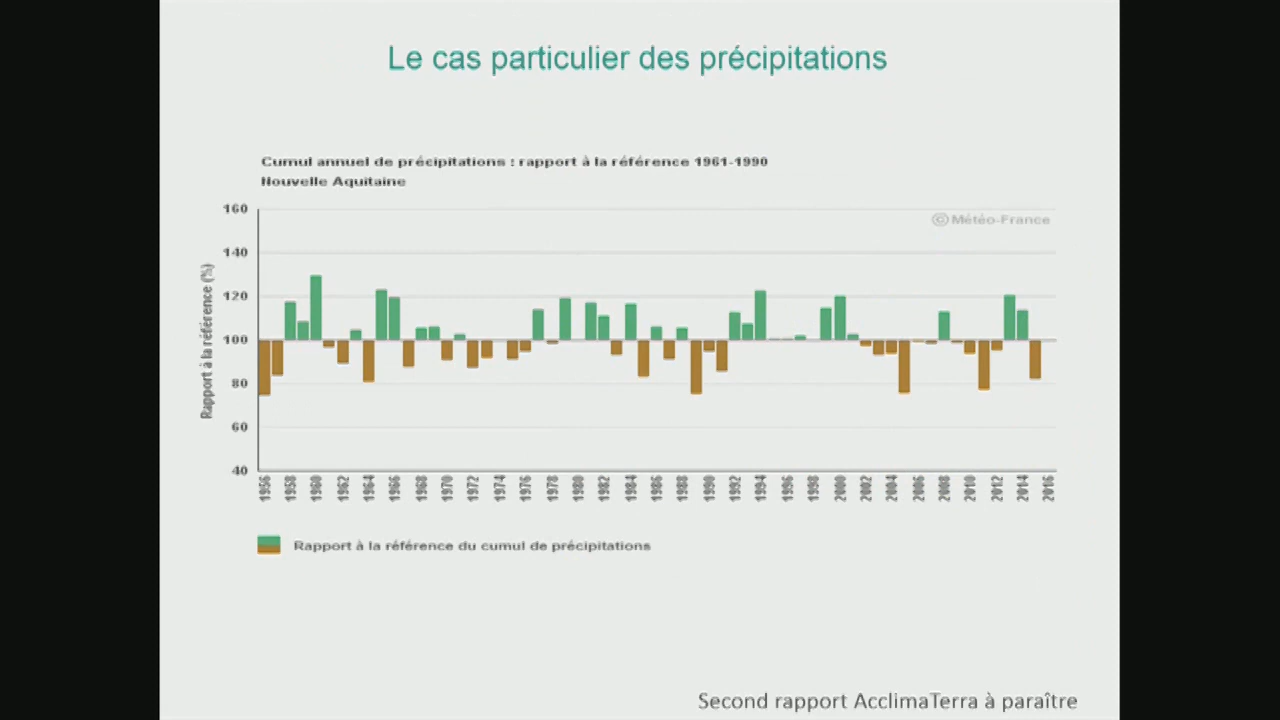 Le cas particulier des précipitations
Cumul annuel de précipitations : rapport à la référence 1961-1990
Nouvelle Aquitaine
© Météo-France
Rapport à la référence (%)
160
140
120
100
80
60
40
1956 1958 1960 1962 1964 1966 1968 1970 1972 1974 1976 1978 1980 1982 1984 1986 1988 1990 1992 1994 1996 1998 2000 2002 2004 2006 2008 2010 2012 2014 2016
Rapport à la référence du cumul de précipitations
Second rapport AcclimaTerra à paraître